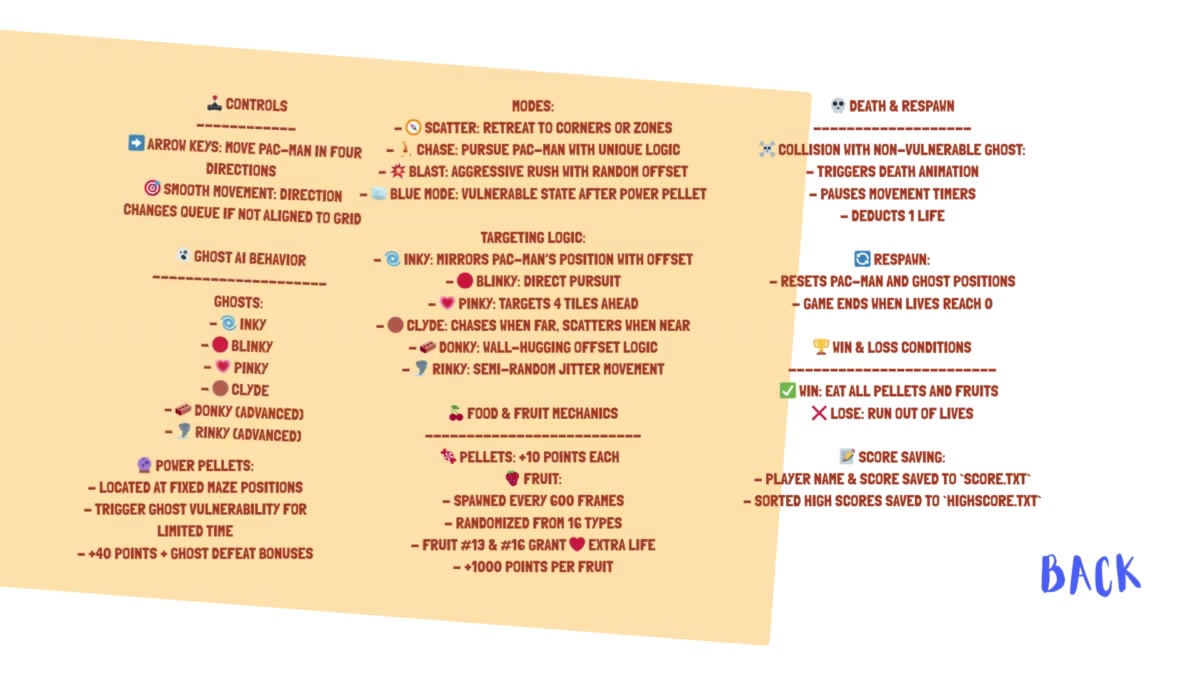 🕹️ CONTROLS
------------
➡️ ARROW KEYS: MOVE PAC-MAN IN FOUR
DIRECTIONS
🎯 SMOOTH MOVEMENT: DIRECTION
CHANGES QUEUE IF NOT ALIGNED TO GRID
👻 GHOST AI BEHAVIOR
---------------------
GHOSTS:
- 🌀 INKY
- 🔴 BLINKY
- 💗 PINKY
- 🟤 CLYDE
- 🧱 DONKY (ADVANCED)
- 🌪️ RINKY (ADVANCED)
🔮 POWER PELLETS:
- LOCATED AT FIXED MAZE POSITIONS
- TRIGGER GHOST VULNERABILITY FOR
LIMITED TIME
- +40 POINTS + GHOST DEFEAT BONUSES
MODES:
- 🧭 SCATTER: RETREAT TO CORNERS OR ZONES
- 🏃 CHASE: PURSUE PAC-MAN WITH UNIQUE LOGIC
- 💥 BLAST: AGGRESSIVE RUSH WITH RANDOM OFFSET
- 🧊 BLUE MODE: VULNERABLE STATE AFTER POWER PELLET
TARGETING LOGIC:
- 🌀 INKY: MIRRORS PAC-MAN'S POSITION WITH OFFSET
- 🔴 BLINKY: DIRECT PURSUIT
- 💗 PINKY: TARGETS 4 TILES AHEAD
- 🟤 CLYDE: CHASES WHEN FAR, SCATTERS WHEN NEAR
- 🧱 DONKY: WALL-HUGGING OFFSET LOGIC
- 🌪️ RINKY: SEMI-RANDOM JITTER MOVEMENT
🍒 FOOD & FRUIT MECHANICS
--------------------------
🍬 PELLETS: +10 POINTS EACH
🍓 FRUIT:
- SPAWNED EVERY 600 FRAMES
- RANDOMIZED FROM 16 TYPES
- FRUIT #13 & #16 GRANT ❤️ EXTRA LIFE
- +1000 POINTS PER FRUIT
💀 DEATH & RESPAWN
-------------------
☠️ COLLISION WITH NON-VULNERABLE GHOST:
- TRIGGERS DEATH ANIMATION
- PAUSES MOVEMENT TIMERS
- DEDUCTS 1 LIFE
🔄 RESPAWN:
- RESETS PAC-MAN AND GHOST POSITIONS
- GAME ENDS WHEN LIVES REACH 0
🏆 WIN & LOSS CONDITIONS
-------------------------
✅ WIN: EAT ALL PELLETS AND FRUITS
❌ LOSE: RUN OUT OF LIVES
📝 SCORE SAVING:
- PLAYER NAME & SCORE SAVED TO `SCORE.TXT`
- SORTED HIGH SCORES SAVED TO `HIGHSCORE.TXT`
BACK